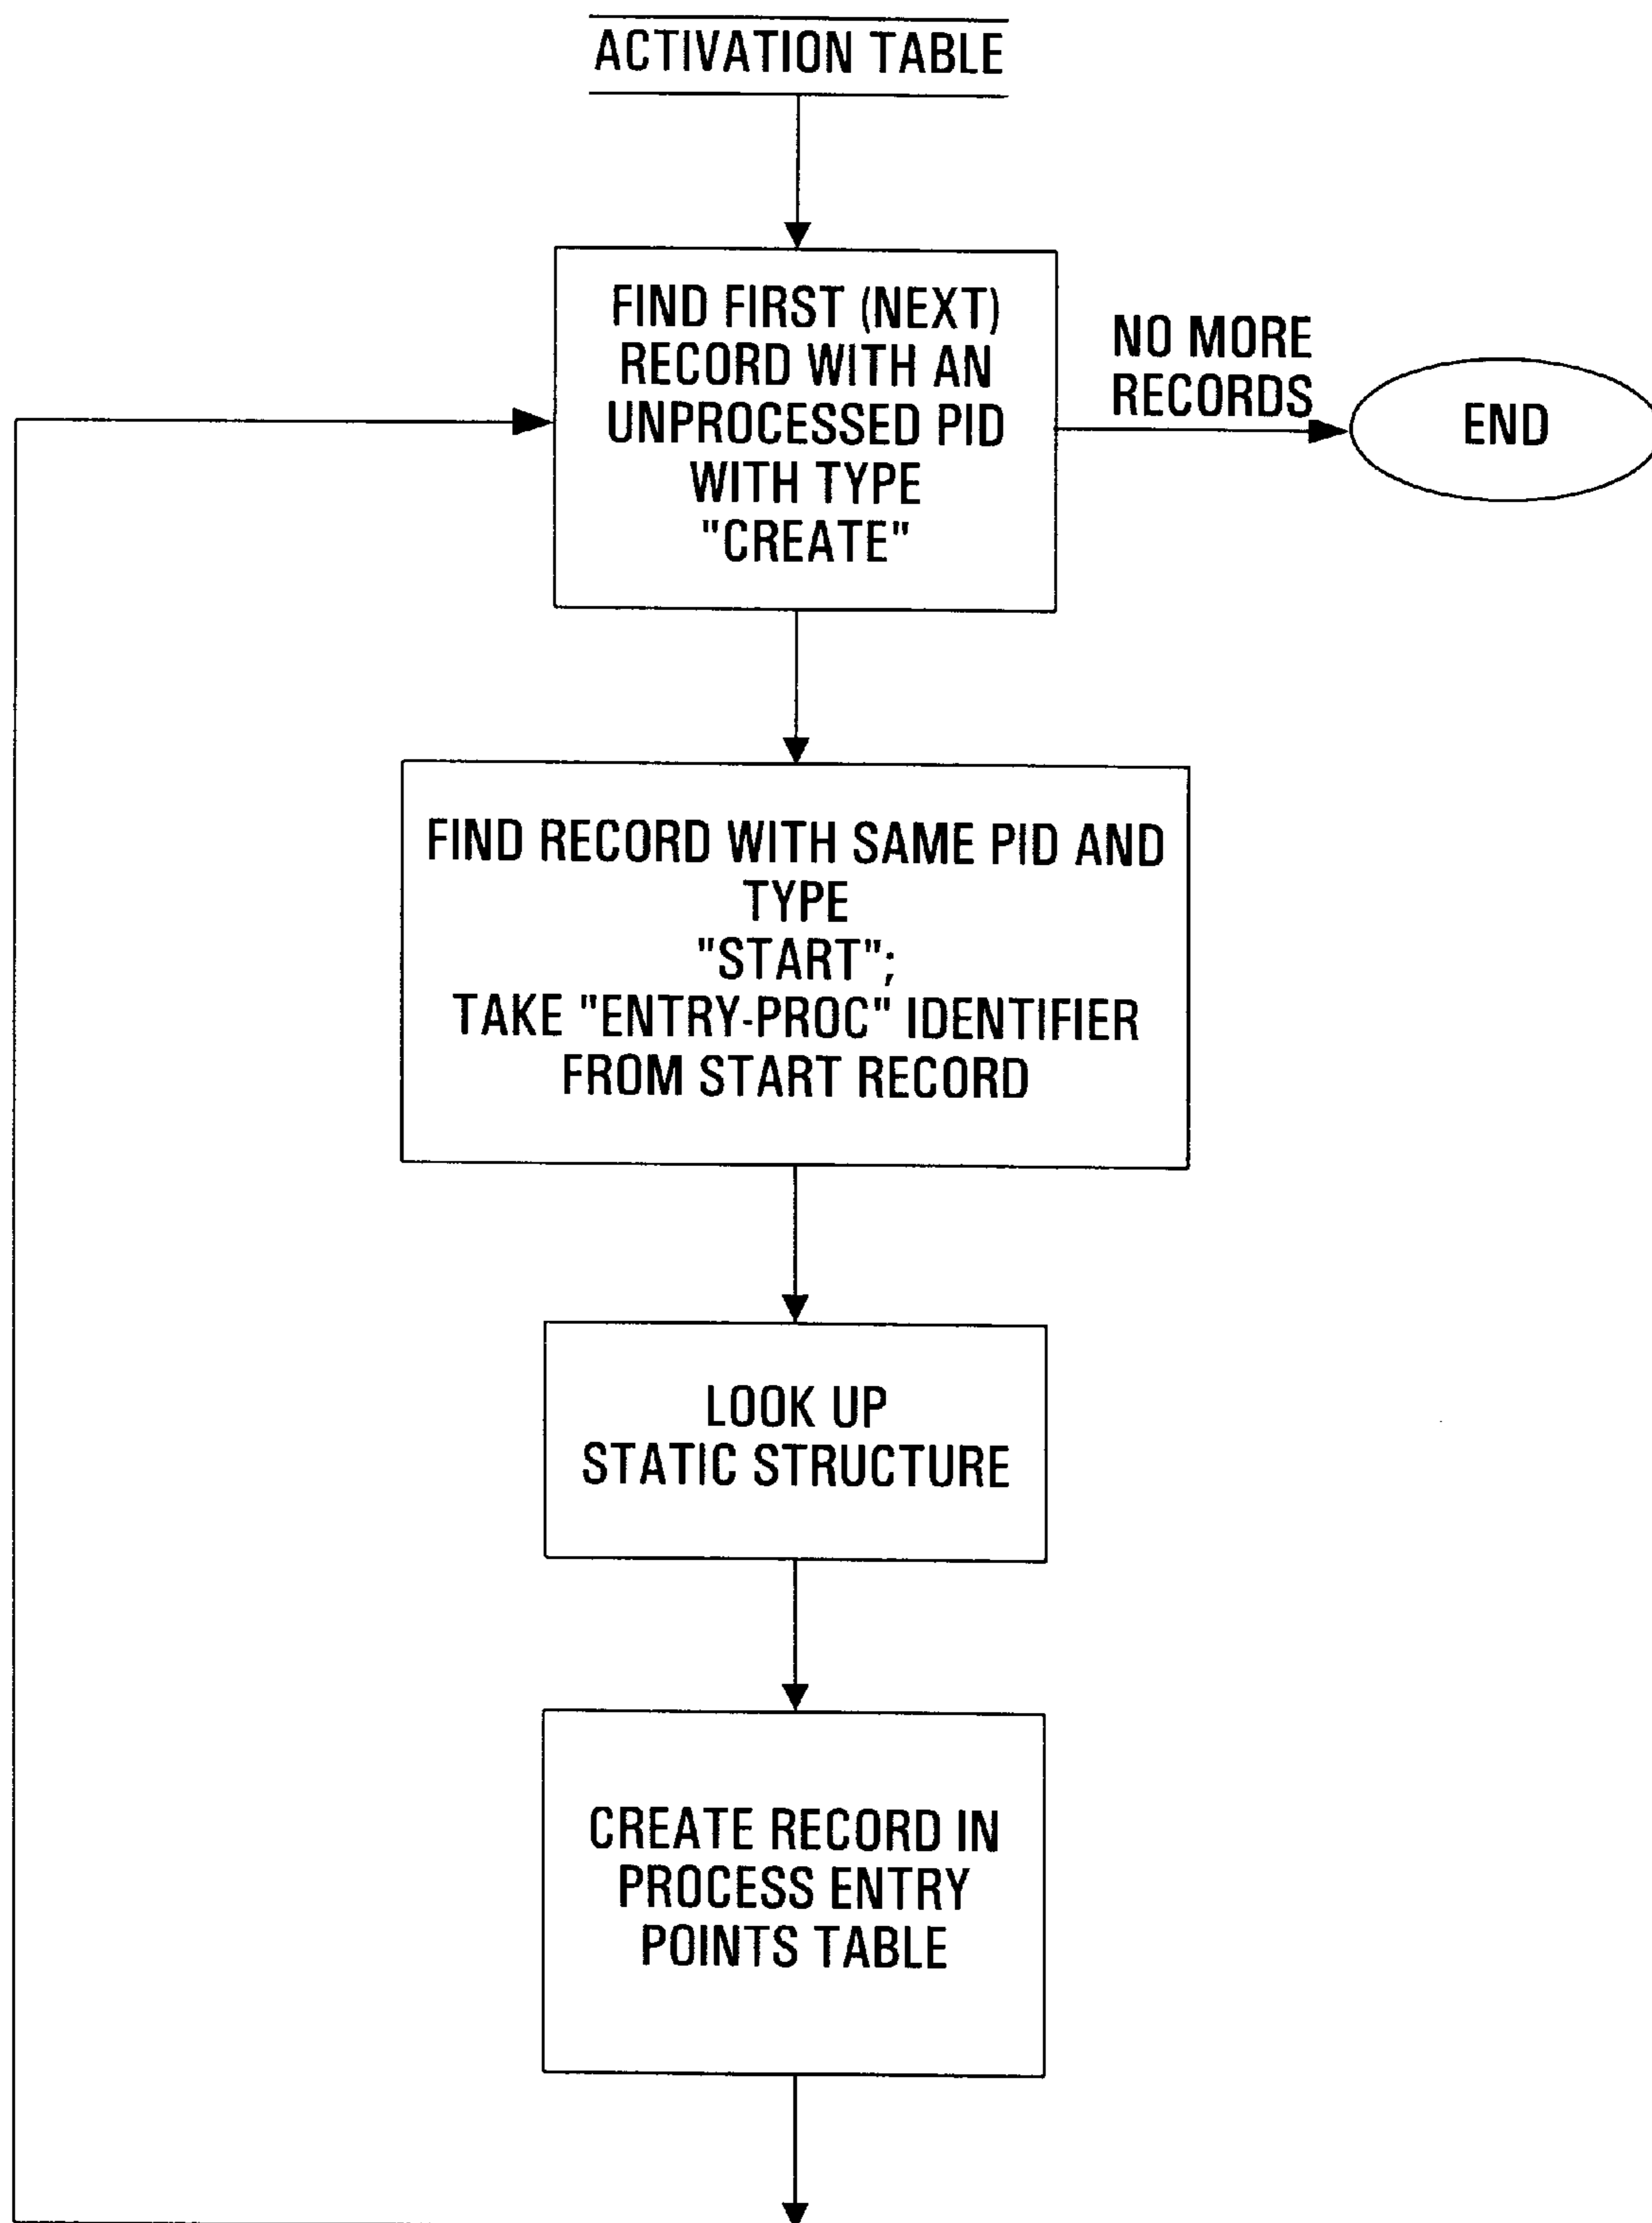 ACTIVATION TABLE
FIND FIRST (NEXT)
RECORD WITH AN
UNPROCESSED PID
WITH TYPE
"CREATE"
NO MORE
RECORDS
END
FIND RECORD WITH SAME PID AND
TYPE
"START";
TAKE "ENTRY-PROC" IDENTIFIER
FROM START RECORD
LOOK UP
STATIC STRUCTURE
CREATE RECORD IN
PROCESS ENTRY
POINTS TABLE